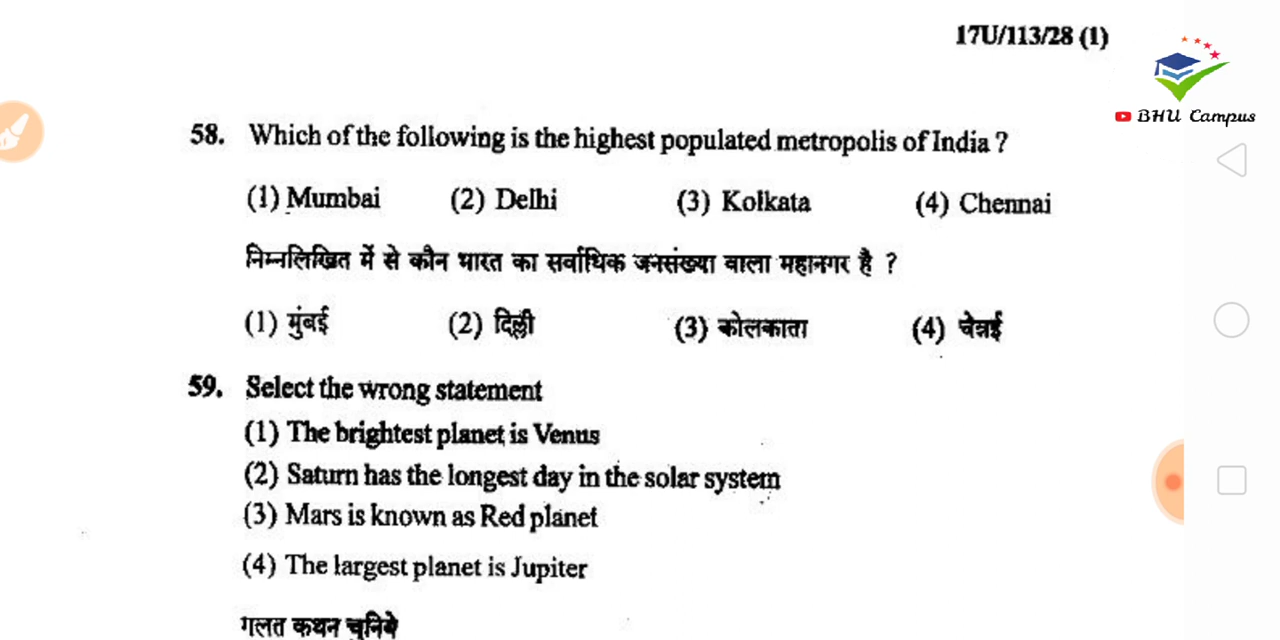 17U/113/28 (1)
BHU Campus
58. Which of the following is the highest populated metropolis of India ?
(1) Mumbai (2) Delhi (3) Kolkata (4) Chennai
निम्नलिखित में से कौन भारत का सर्वाधिक जनसंख्या वाला महानगर है ?
(1) मुंबई (2) दिल्ली (3) कोलकाता (4) चेन्नई
59. Select the wrong statement
(1) The brightest planet is Venus
(2) Saturn has the longest day in the solar system
(3) Mars is known as Red planet
(4) The largest planet is Jupiter
गलत कथन चुनिये